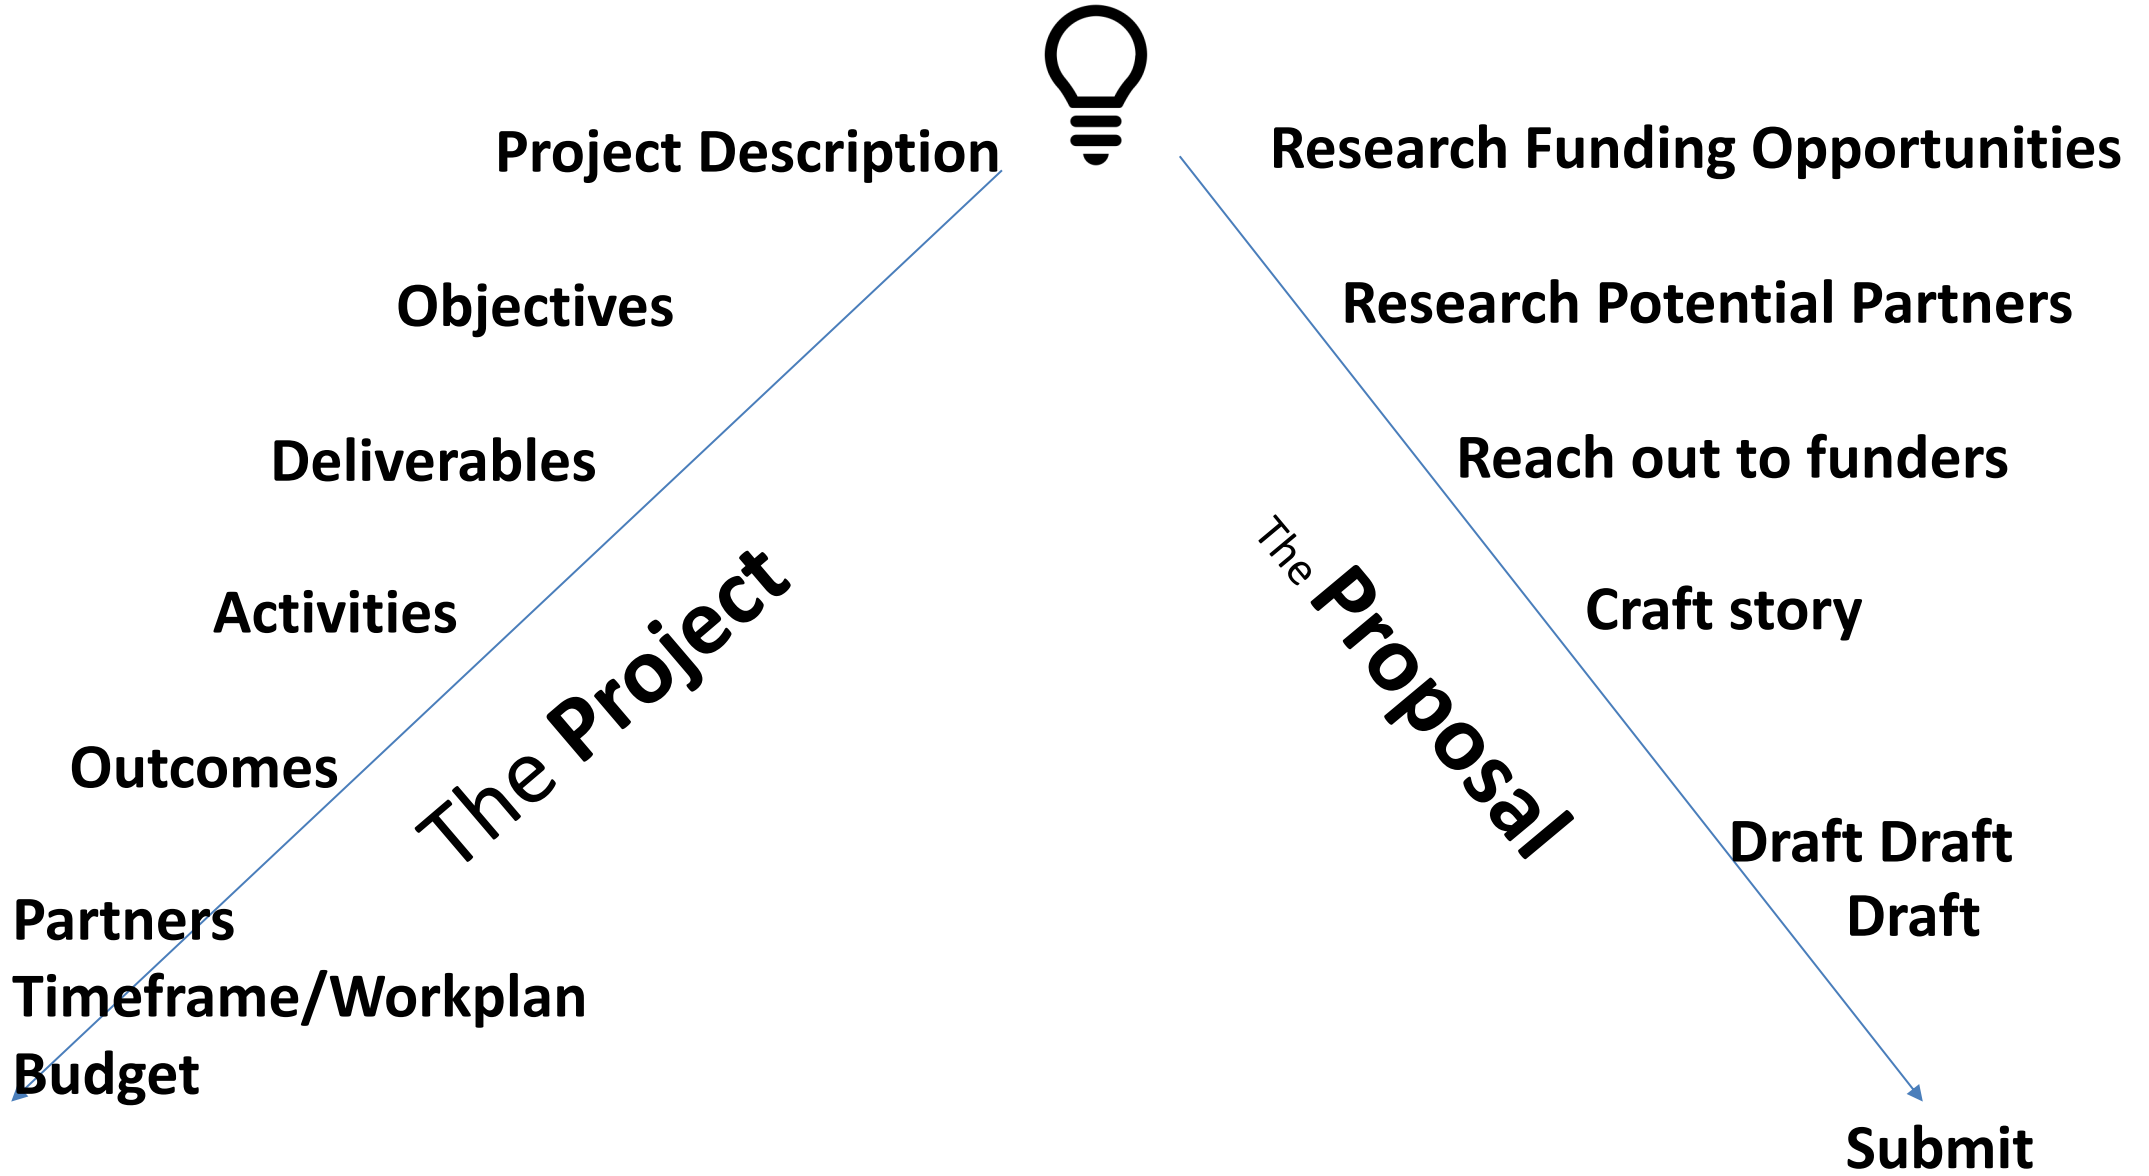 Project Description
Objectives
Deliverables
Activities
Outcomes
Partners
Timeframe/Workplan
Budget
The Project
Research Funding Opportunities
Research Potential Partners
Reach out to funders
Craft story
Draft Draft
Draft
Submit
The Proposal